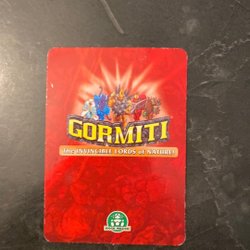 GORMITI
The INVINCIBLE LORDS of NATURE!